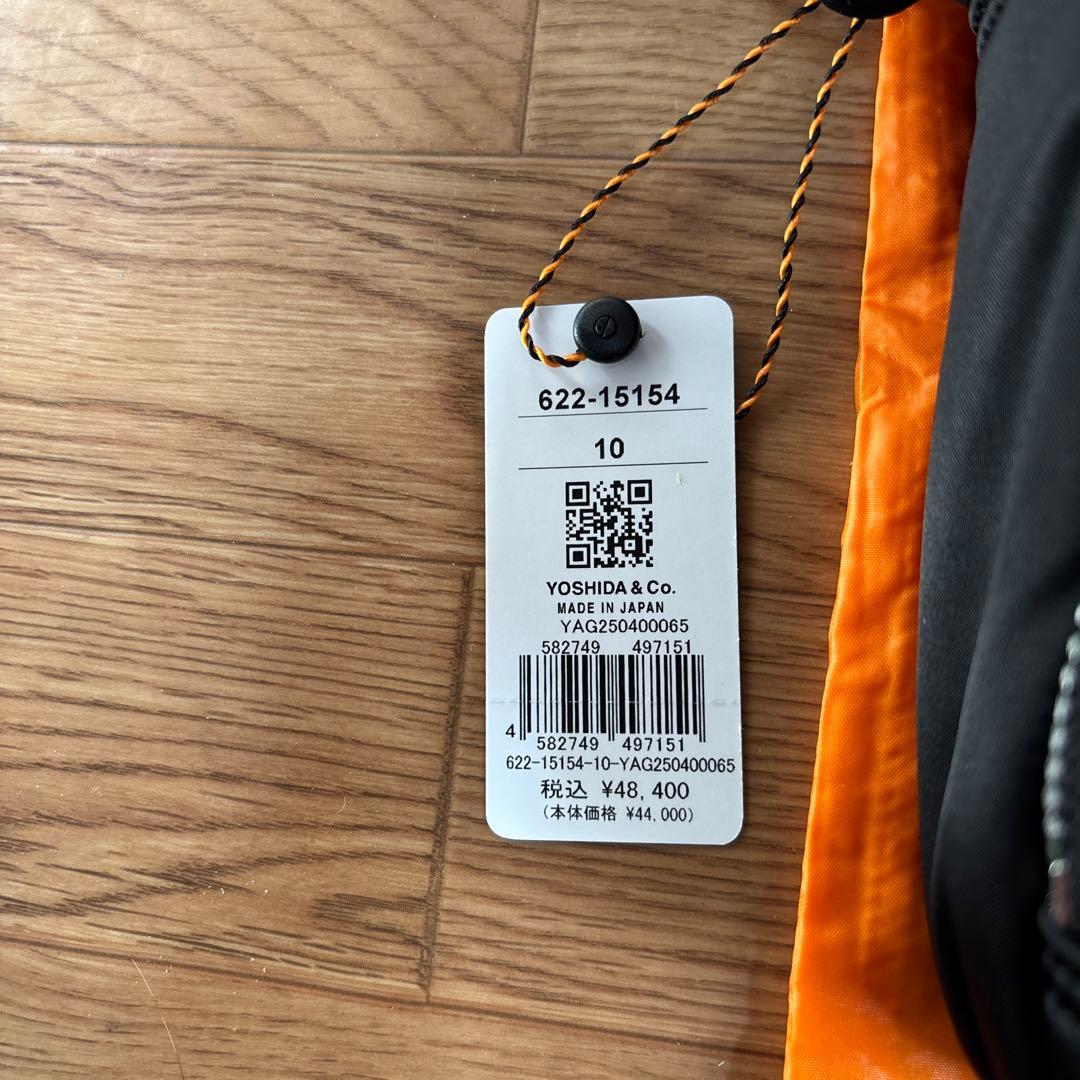 622-15154
10
YOSHIDA & Co.
MADE IN JAPAN
YAG250400065
582749 497151
4 582749 497151
622-15154-10-YAG250400065
税込 ¥48,400
(本体価格 ¥44,000)